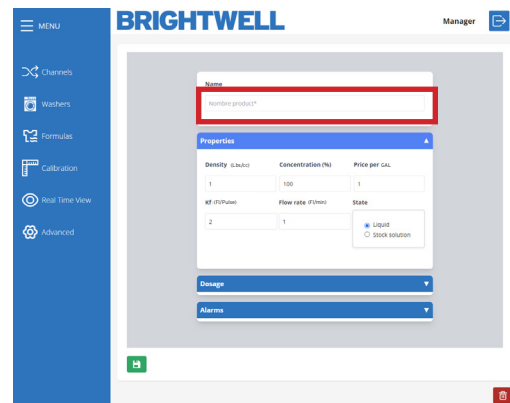 MENU
BRIGHTWELL
Manager
Channels
Washers
Formulas
Calibration
Real Time View
Advanced
Name
Nombre product*
Properties
Density (Lbs/cc) Concentration (%) Price per GAL
1 100 1
Kf (Fl/Pulse) Flow rate (Fl/min) State
2 1
Liquid
Stock solution
Dosage
Alarms